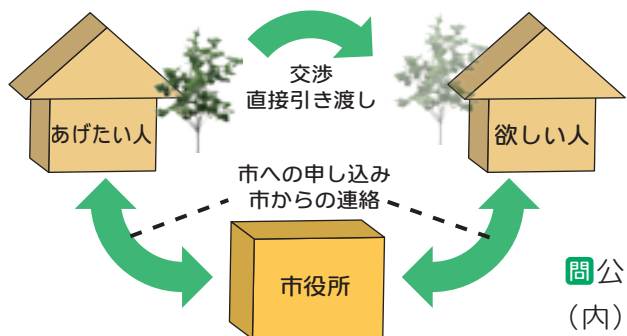 交渉
直接引き渡し
あげたい人
欲しい人
市への申し込み
市からの連絡
市役所
問公
（内）